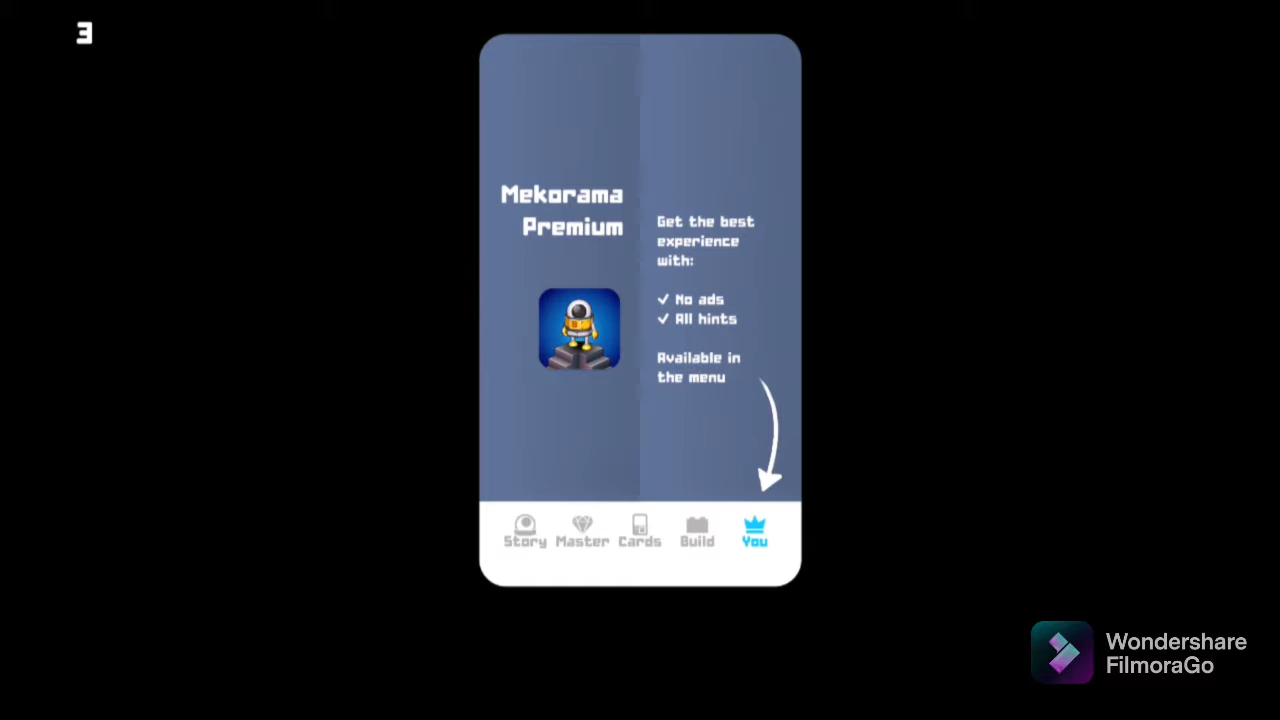 3
Mekorama
Premium
Get the best
experience
with:
✓ No ads
✓ All hints
Available in
the menu
Story Master Cards Build You
Wondershare
FilmoraGo